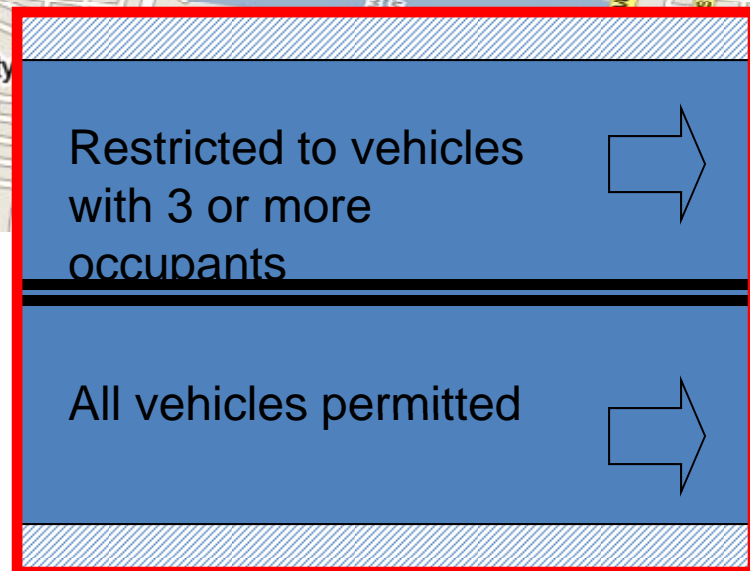 Restricted to vehicles
with 3 or more
occupants
All vehicles permitted